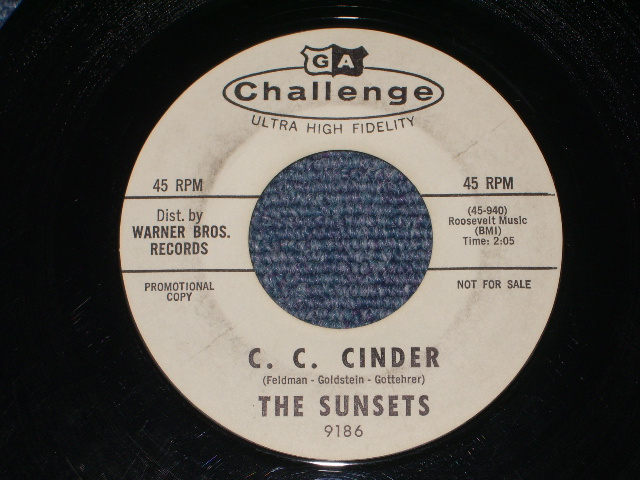 GA
Challenge
ULTRA HIGH FIDELITY
45 RPM
45 RPM
Dist. by
WARNER BROS.
RECORDS
(45-940)
Roosevelt Music
(BMI)
Time: 2:05
PROMOTIONAL
COPY
NOT FOR SALE
C. C. CINDER
(Feldman - Goldstein - Gottehrer)
THE SUNSETS
9186